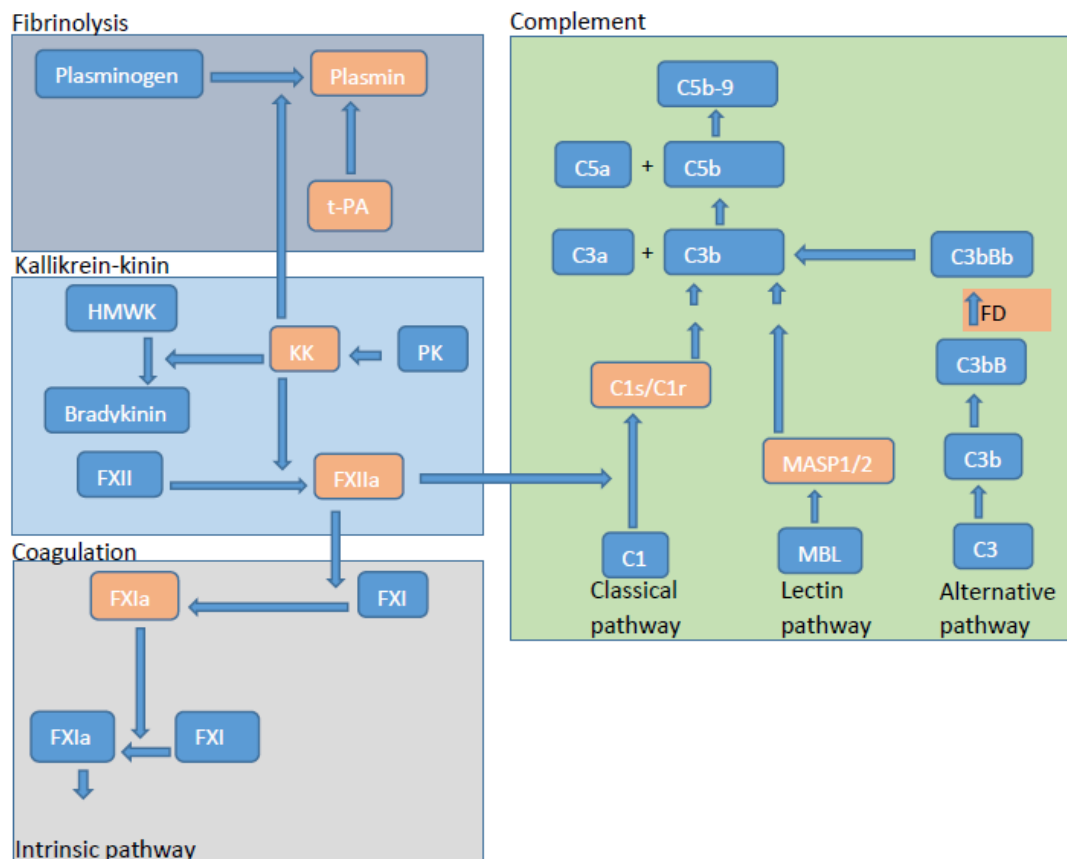 Fibrinolysis
Plasminogen
Plasmin
t-PA
Kallikrein-kinin
HMWK
KK
PK
Bradykinin
FXII
FXIIa
Coagulation
FXIa
FXI
FXIa
FXI
Intrinsic pathway
Complement
C5b-9
C5a + C5b
C3a + C3b
C3bBb
FD
C3bB
C1s/C1r
MASP1/2
C3b
C1
MBL
C3
Classical
pathway
Lectin
pathway
Alternative
pathway